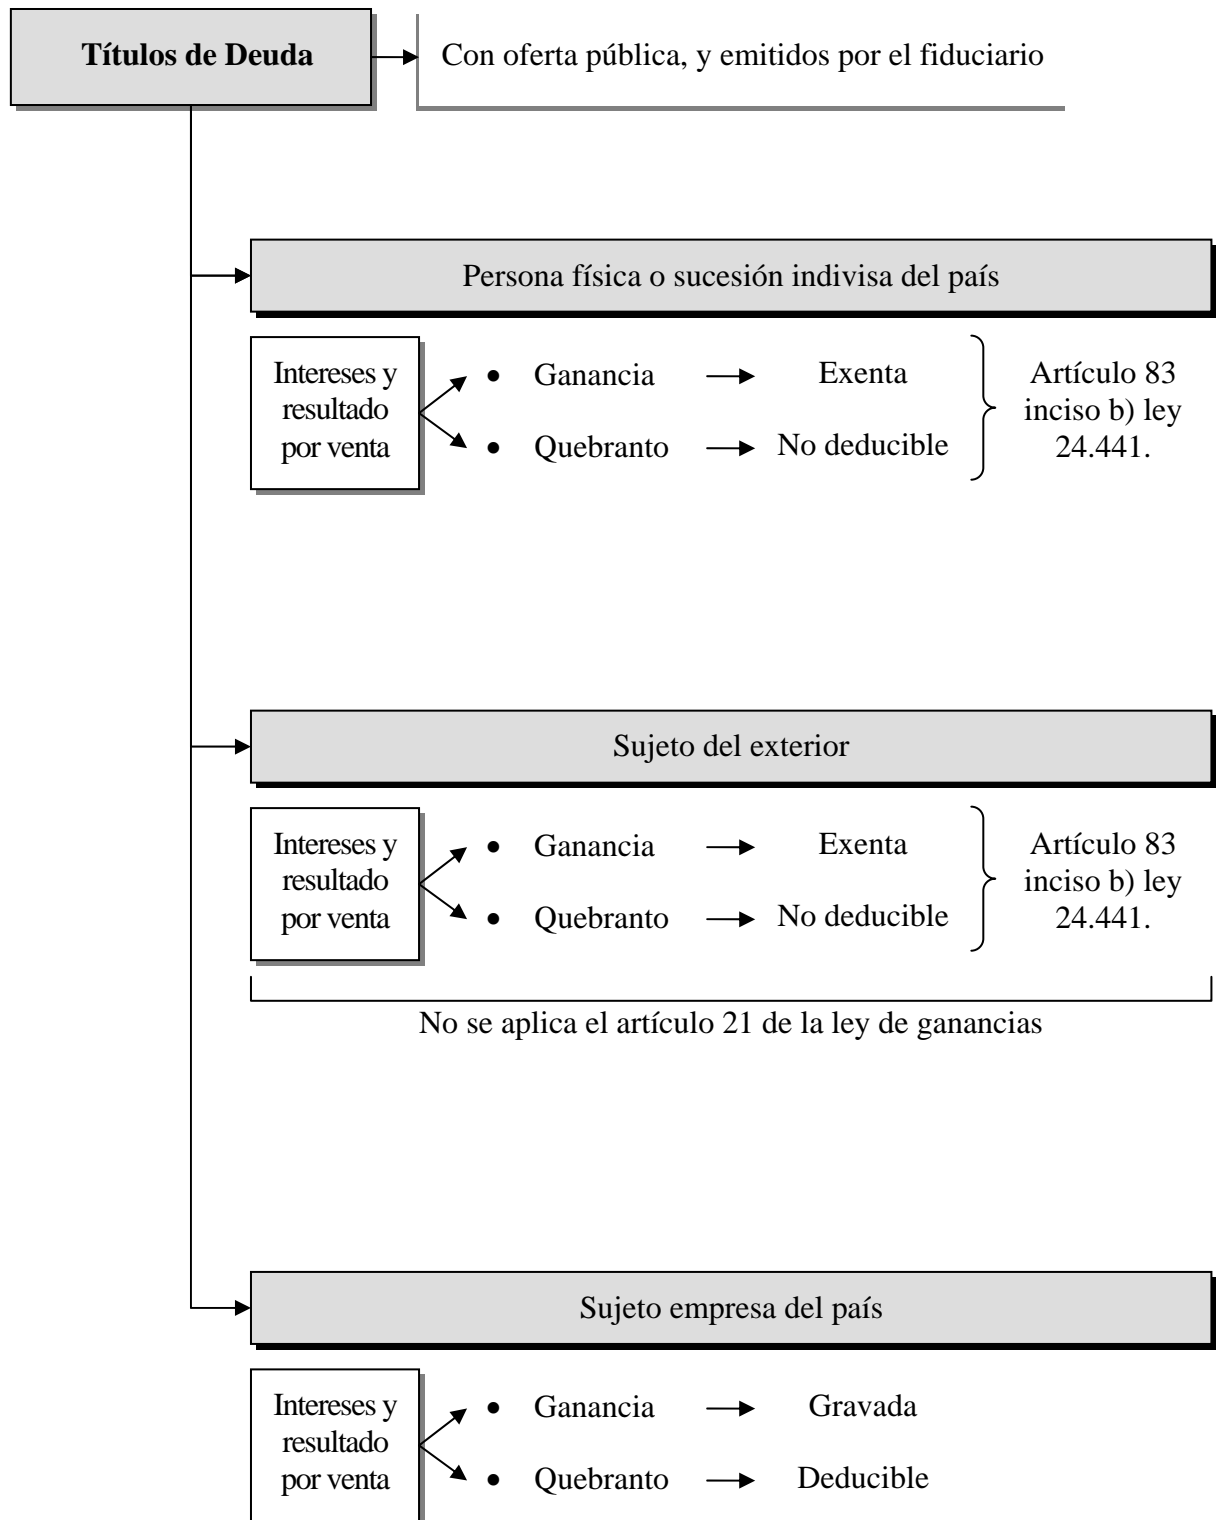 Títulos de Deuda
Con oferta pública, y emitidos por el fiduciario
Persona física o sucesión indivisa del país
Intereses y
resultado
por venta
• Ganancia
Exenta
• Quebranto
No deducible
Artículo 83
inciso b) ley
24.441.
Sujeto del exterior
Intereses y
resultado
por venta
• Ganancia
Exenta
• Quebranto
No deducible
Artículo 83
inciso b) ley
24.441.
No se aplica el artículo 21 de la ley de ganancias
Sujeto empresa del país
Intereses y
resultado
por venta
• Ganancia
Gravada
• Quebranto
Deducible